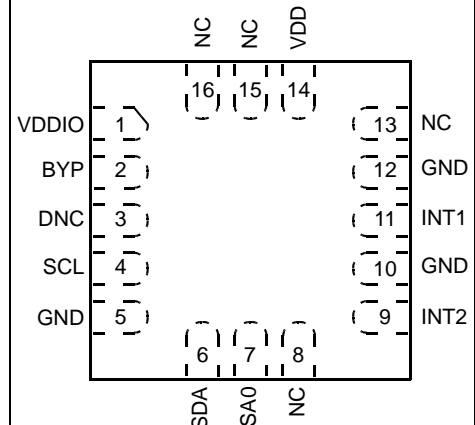 NC NC VDD
16 15 14
VDDIO 1 13 NC
BYP 2 12 GND
DNC 3 11 INT1
SCL 4 10 GND
GND 5 9 INT2
6 7 8
SDA SA0 NC